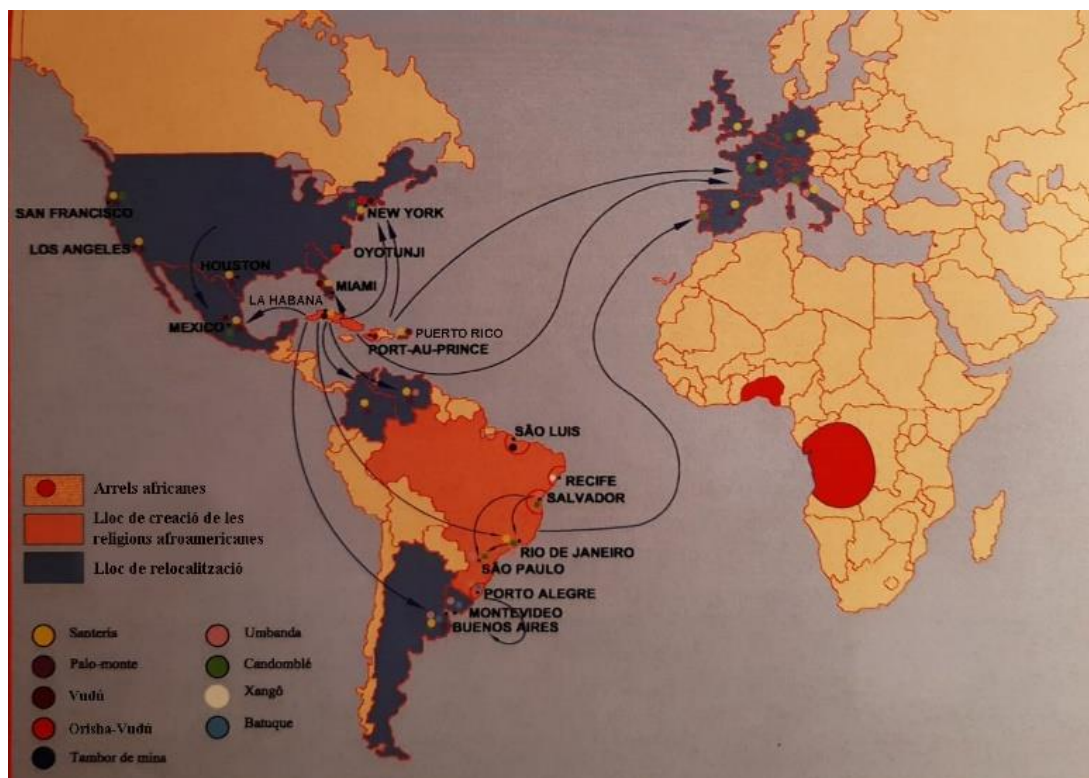 SAN FRANCISCO
NEW YORK
LOS ANGELES
OYOTUNJI
HOUSTON
MIAMI
LA HABANA
MEXICO
PUERTO RICO
PORT-AU-PRINCE
SÃO LUIS
RECIFE
SALVADOR
RIO DE JANEIRO
SÃO PAULO
PORTO ALEGRE
MONTEVIDEO
BUENOS AIRES
Arrels africanes
Lloc de creació de les
religions afroamericanes
Lloc de relocalització
Santería
Palo-monte
Vudú
Orisha-Vudú
Tambor de mina
Umbanda
Candomblé
Xangô
Batuque